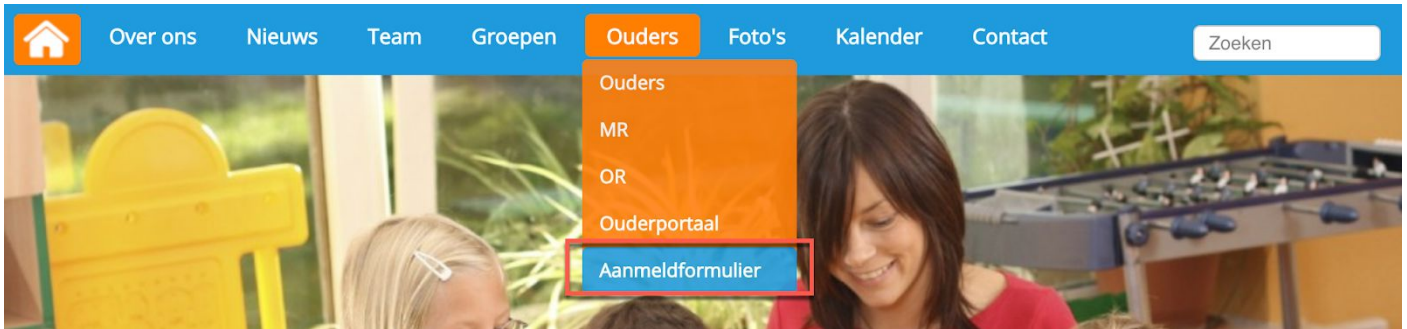 Over ons Nieuws Team Groepen Ouders Foto's Kalender Contact Zoeken
Ouders
MR
OR
Ouderportaal
Aanmeldformulier